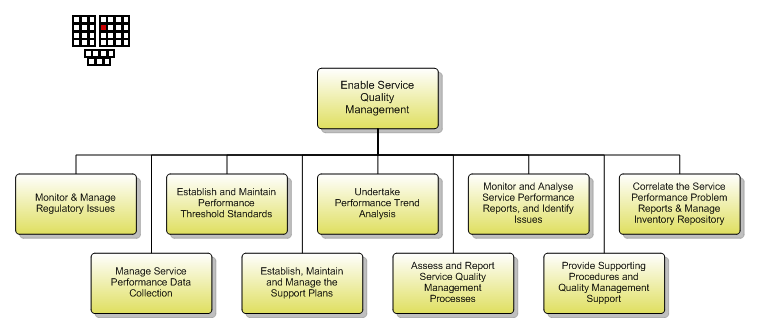 Enable Service
Quality
Management
Monitor & Manage
Regulatory Issues
Establish and Maintain
Performance
Threshold Standards
Undertake
Performance Trend
Analysis
Monitor and Analyse
Service Performance
Reports, and Identify
Issues
Correlate the Service
Performance Problem
Reports & Manage
Inventory Repository
Manage Service
Performance Data
Collection
Establish, Maintain
and Manage the
Support Plans
Assess and Report
Service Quality
Management
Processes
Provide Supporting
Procedures and
Quality Management
Support